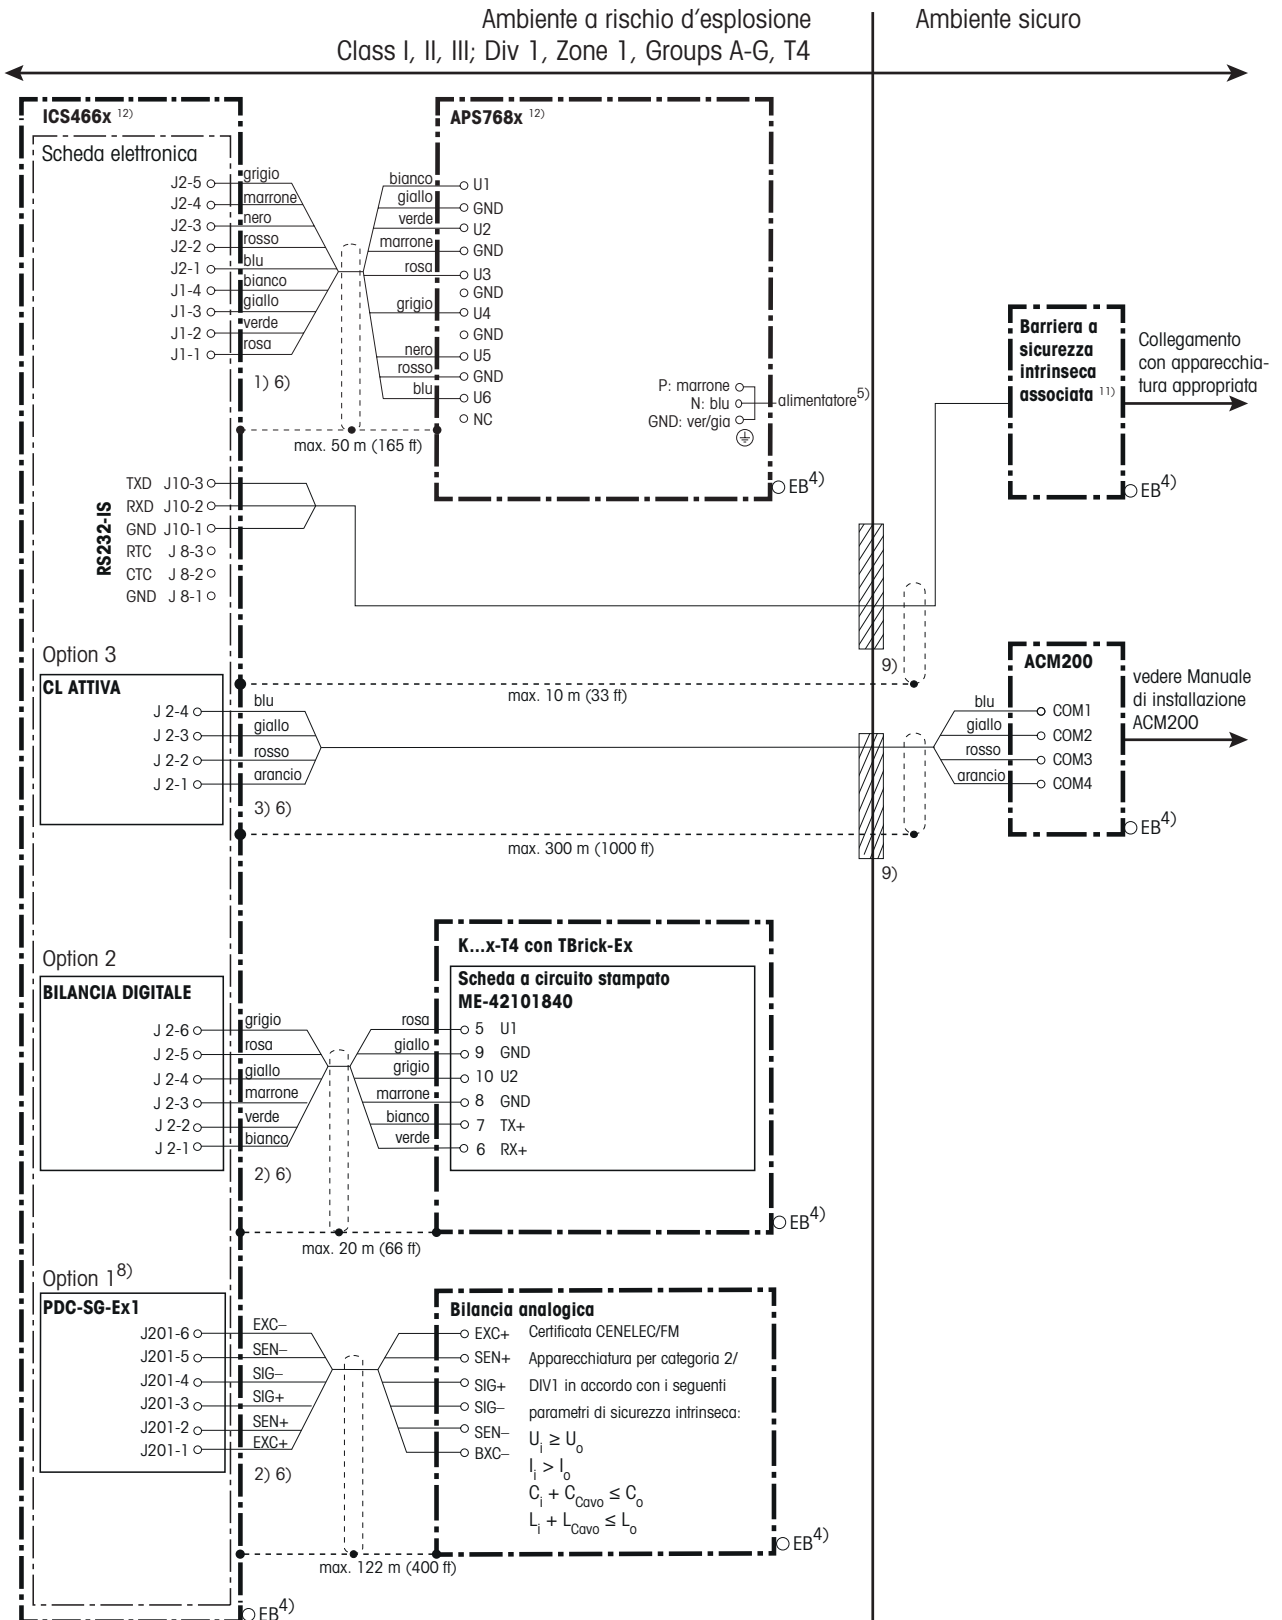 Ambiente a rischio d'esplosione
Class I, II, III; Div 1, Zone 1, Groups A-G, T4
Ambiente sicuro
ICS466x 12)
Scheda elettronica
J2-5 grigio
J2-4 marrone
J2-3 nero
J2-2 rosso
J2-1 blu
J1-4 bianco
J1-3 giallo
J1-2 verde
J1-1 rosa
1) 6)
max. 50 m (165 ft)
APS768x 12)
bianco U1
giallo GND
verde U2
marrone GND
rosa U3
GND
grigio U4
GND
nero U5
rosso GND
blu U6
NC
P: marrone
N: blu
GND: ver/gia
alimentatore5)
EB4)
Barriera a
sicurezza
intrinseca
associata 11)
Collegamento
con apparecchia-
tura appropriata
EB4)
RS232-IS
TXD J10-3
RXD J10-2
GND J10-1
RTC J 8-3
CTC J 8-2
GND J 8-1
9)
max. 10 m (33 ft)
Option 3
CL ATTIVA
J 2-4 blu
J 2-3 giallo
J 2-2 rosso
J 2-1 arancio
3) 6)
max. 300 m (1000 ft)
9)
ACM200
blu COM1
giallo COM2
rosso COM3
arancio COM4
vedere Manuale
di installazione
ACM200
EB4)
Option 2
BILANCIA DIGITALE
J 2-6 grigio
J 2-5 rosa
J 2-4 giallo
J 2-3 marrone
J 2-2 verde
J 2-1 bianco
2) 6)
max. 20 m (66 ft)
K...x-T4 con TBrick-Ex
Scheda a circuito stampato
ME-42101840
rosa 5 U1
giallo 9 GND
grigio 10 U2
marrone 8 GND
bianco 7 TX+
verde 6 RX+
EB4)
Option 18)
PDC-SG-Ex1
J201-6 EXC–
J201-5 SEN–
J201-4 SIG–
J201-3 SIG+
J201-2 SEN+
J201-1 EXC+
2) 6)
max. 122 m (400 ft)
Bilancia analogica
EXC+
SEN+
SIG+
SIG–
SEN–
BXC–
Certificata CENELEC/FM
Apparecchiatura per categoria 2/
DIV1 in accordo con i seguenti
parametri di sicurezza intrinseca:
Ui ≥ Uo
Ii > Io
Ci + CCavo ≤ Co
Li + LCavo ≤ Lo
EB4)
EB4)